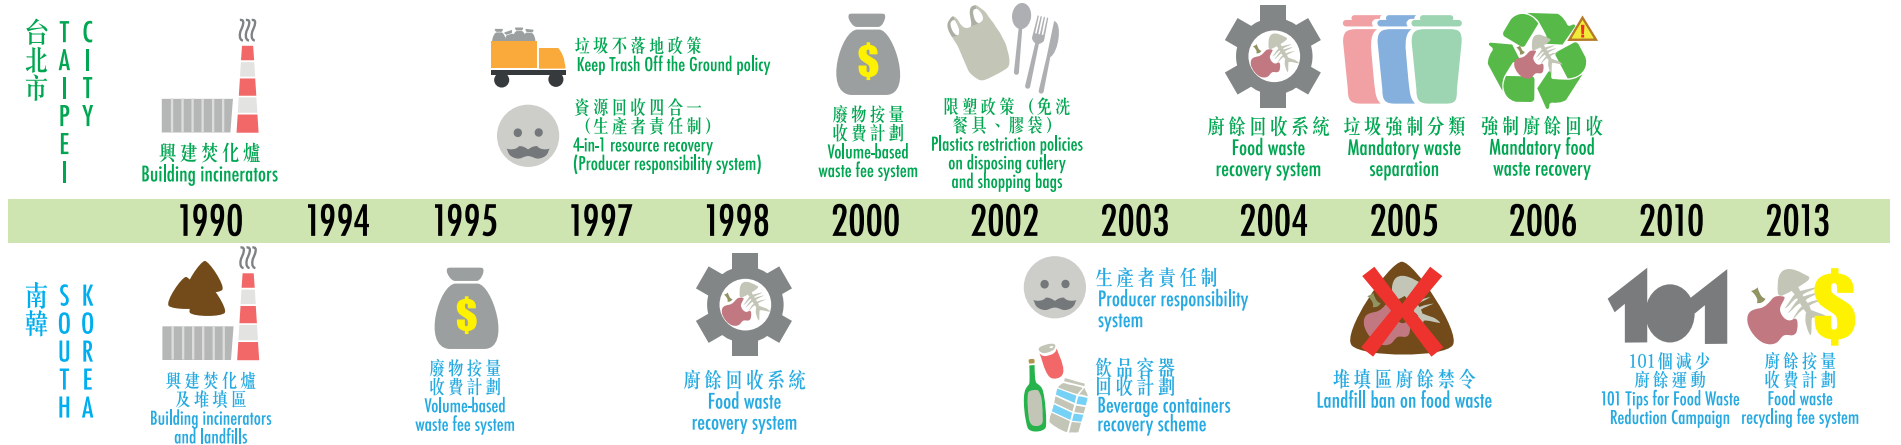 台北市
TAIPEI
CITY
興建焚化爐
Building incinerators
垃圾不落地政策
Keep Trash Off the Ground policy
資源回收四合一
（生產者責任制）
4-in-1 resource recovery
(Producer responsibility system)
廢物按量
收費計劃
Volume-based
waste fee system
限塑政策（免洗
餐具、膠袋）
Plastics restriction policies
on disposing cutlery
and shopping bags
廚餘回收系統
Food waste
recovery system
垃圾強制分類
Mandatory waste
separation
強制廚餘回收
Mandatory food
waste recovery
1990
1994
1995
1997
1998
2000
2002
2003
2004
2005
2006
2010
2013
南韓
SOUTH
KOREA
興建焚化爐
及堆填區
Building incinerators
and landfills
廢物按量
收費計劃
Volume-based
waste fee system
廚餘回收系統
Food waste
recovery system
生產者責任制
Producer responsibility
system
飲品容器
回收計劃
Beverage containers
recovery scheme
堆填區廚餘禁令
Landfill ban on food waste
101
101個減少
廚餘運動
101 Tips for Food Waste
Reduction Campaign
廚餘按量
收費計劃
Food waste
recycling fee system